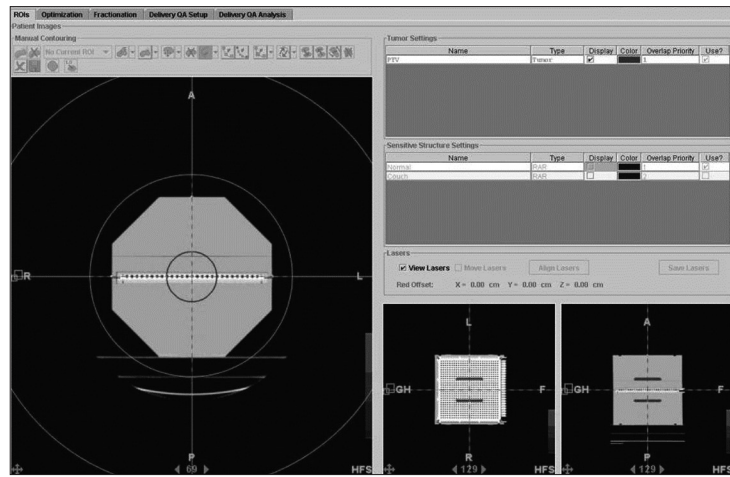 ROIs Optimization Fractionation Delivery QA Setup Delivery QA Analysis
Patient Images
Manual Contouring
No Current ROI
A
R
L
P
69
HFS
Tumor Settings
Name Type Display Color Overlap Priority Use?
PTV Tumor 1
Sensitive Structure Settings
Name Type Display Color Overlap Priority Use?
Normal RAR 1
Couch RAR 2
Lasers
View Lasers Move Lasers Align Lasers Save Lasers
Red Offset: X = 0.00 cm Y = 0.00 cm Z = 0.00 cm
L
GH
F
R
129
HFS
A
GH
F
P
129
HFS